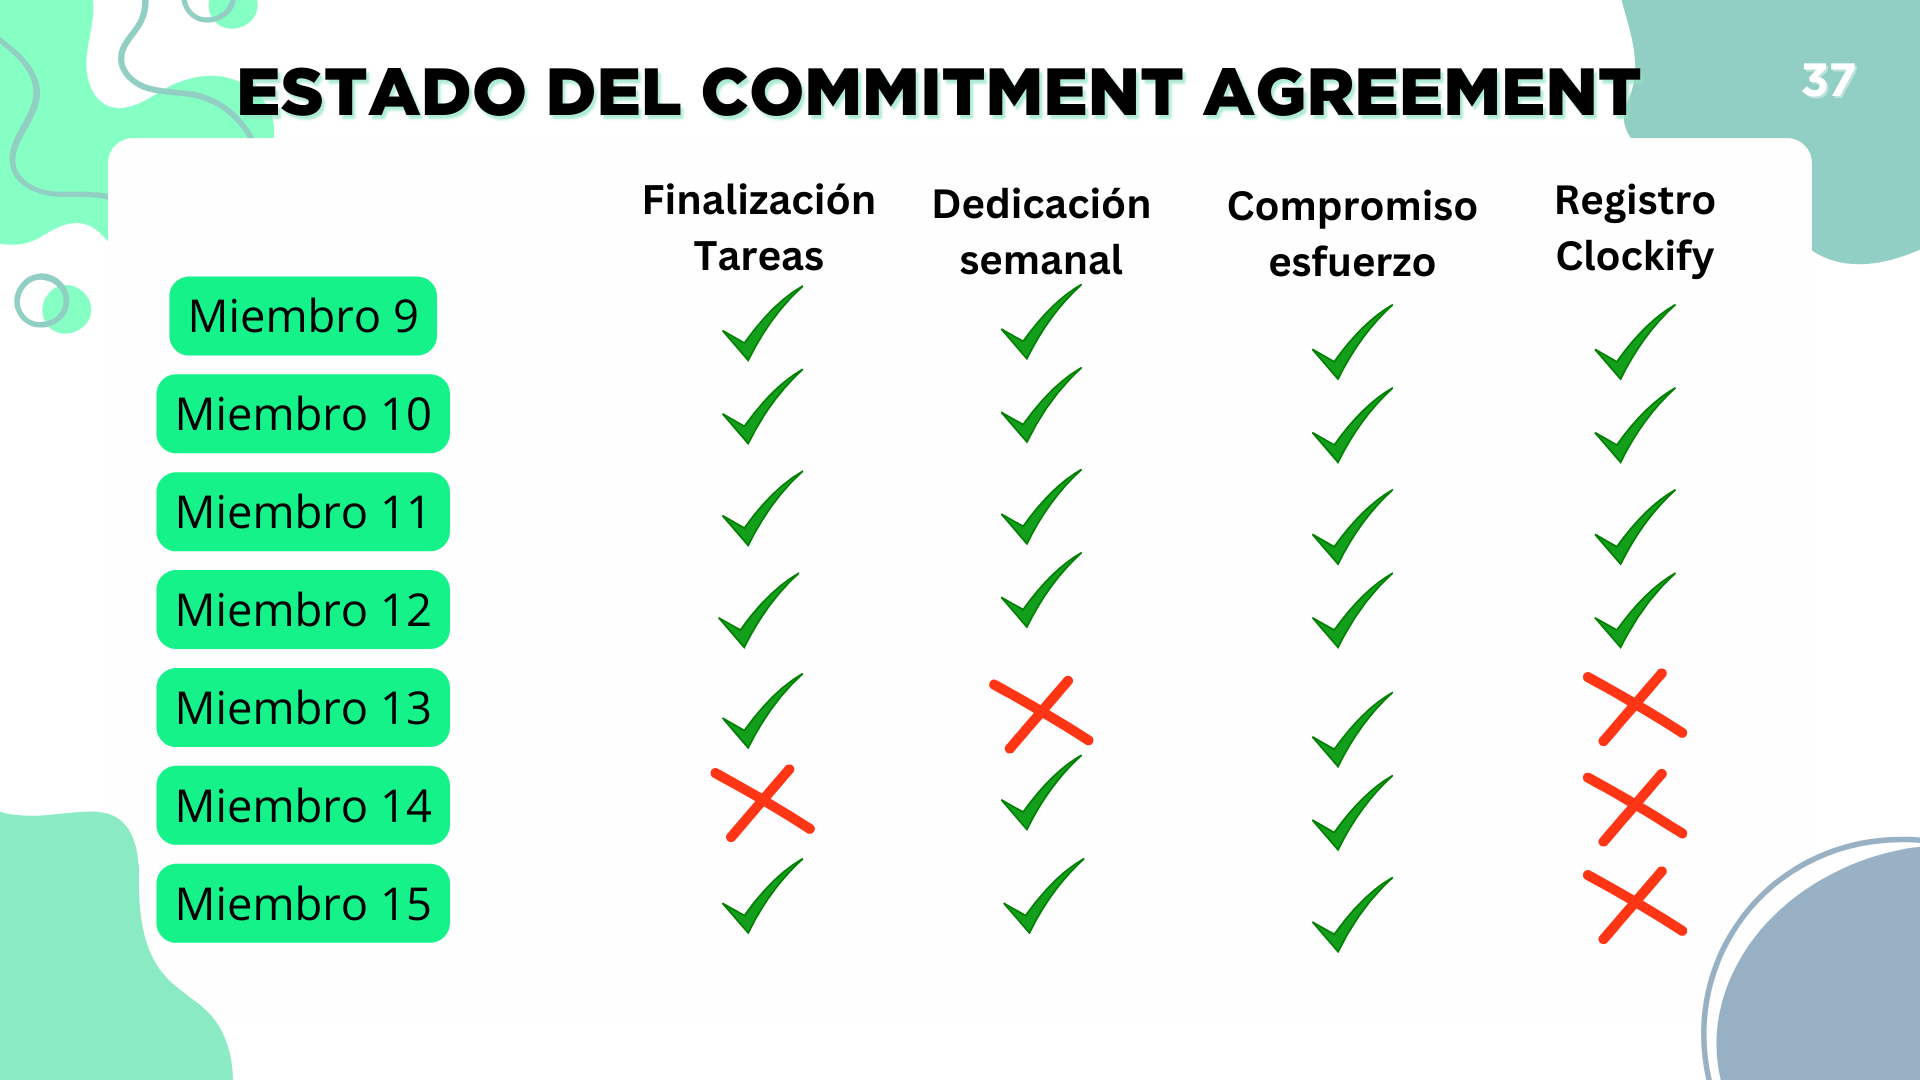 ESTADO DEL COMMITMENT AGREEMENT
37
Finalización
Tareas
Dedicación
semanal
Compromiso
esfuerzo
Registro
Clockify
Miembro 9
Miembro 10
Miembro 11
Miembro 12
Miembro 13
Miembro 14
Miembro 15